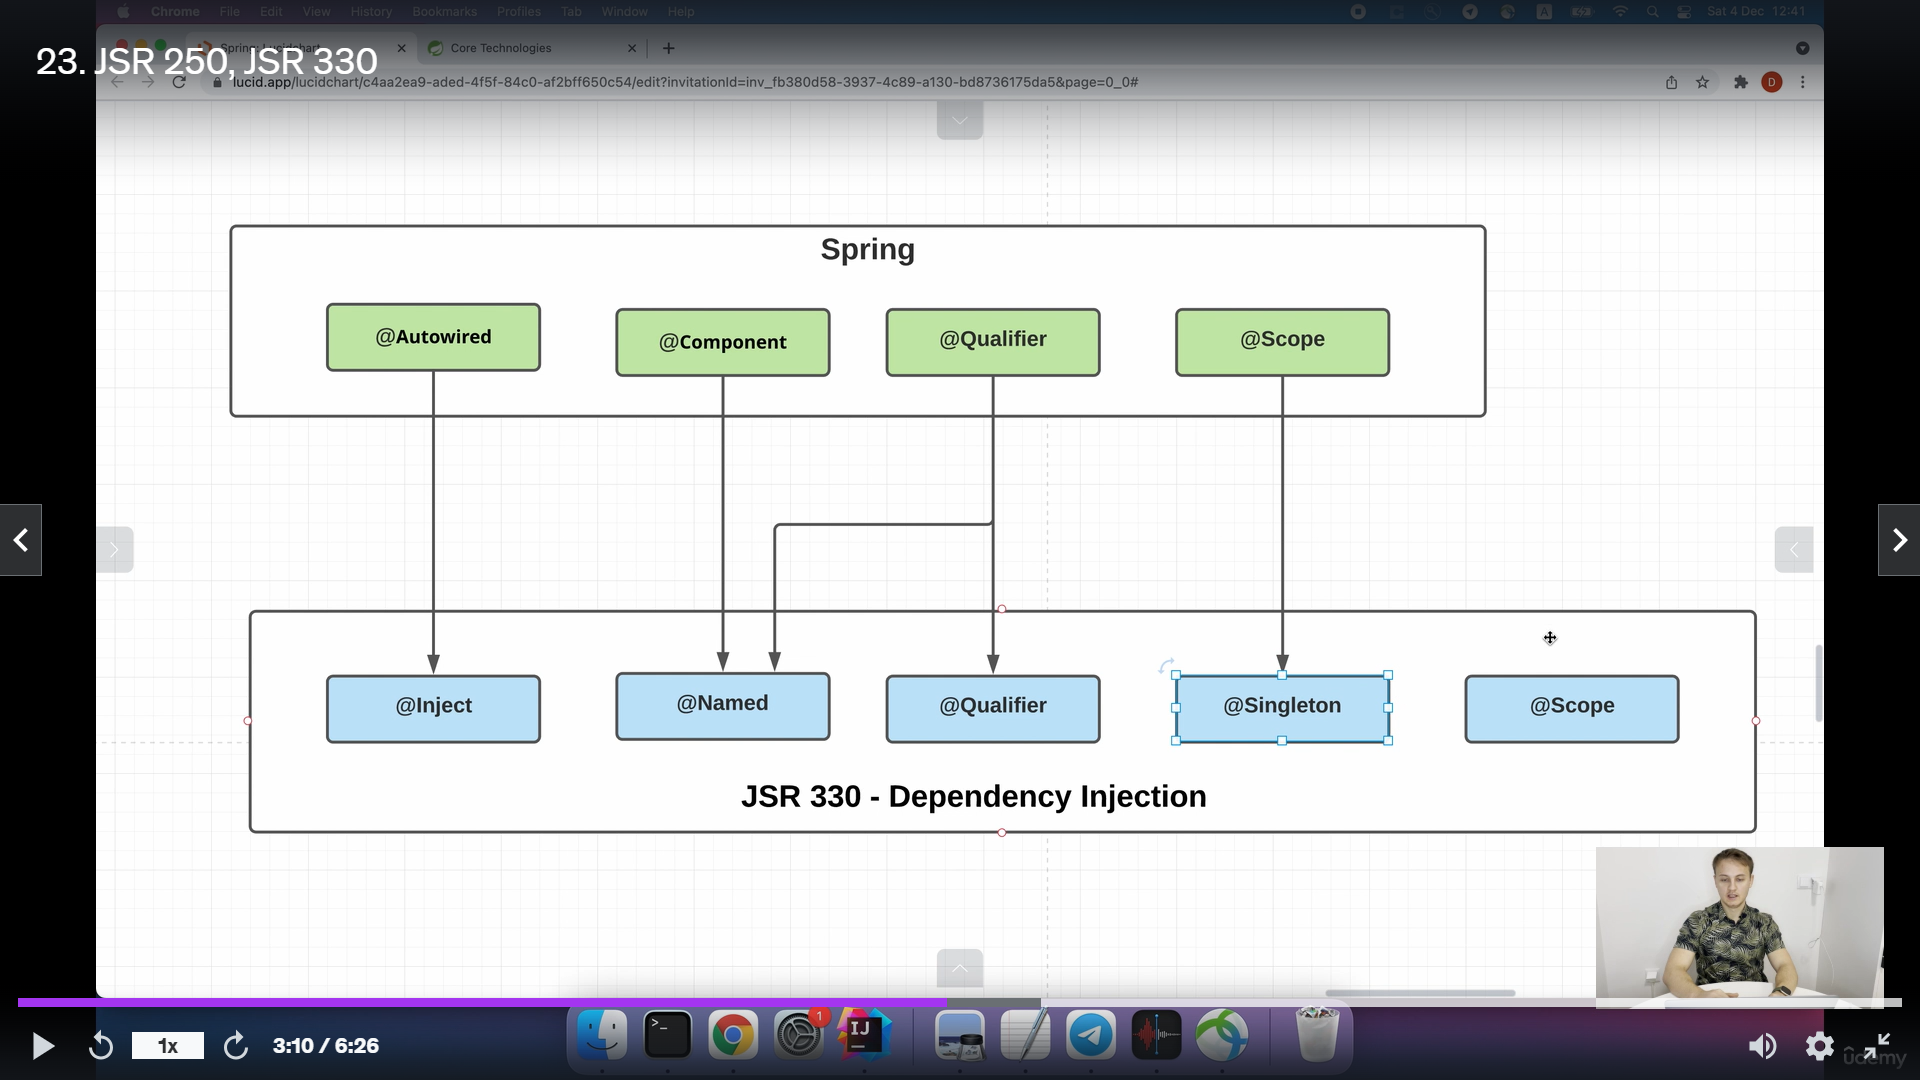 Chrome File Edit View History Bookmarks Profiles Tab Window Help
A
Sat 4 Dec 12:41
23. JSR 250, JSR 330
Spring: Lucidchart
Core Technologies
lucid.app/lucidchart/c4aa2ea9-aded-4f5f-84c0-af2bff650c54/edit?invitationId=inv_fb380d58-3937-4c89-a130-bd8736175da5&page=0_0#
D
Spring
@Autowired
@Component
@Qualifier
@Scope
@Inject
@Named
@Qualifier
@Singleton
@Scope
JSR 330 - Dependency Injection
>_
1
IJ
1x
3:10 / 6:26
udemy